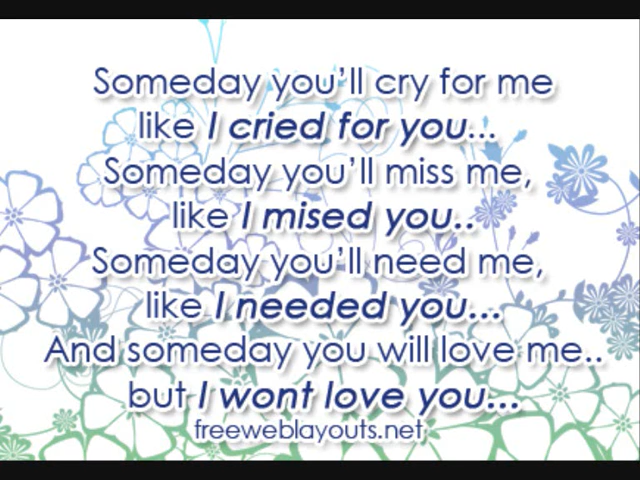 Someday you'll cry for me
like I cried for you...
Someday you'll miss me,
like I mised you..
Someday you'll need me,
like I needed you...
And someday you will love me..
but I wont love you...
freeweblayouts.net